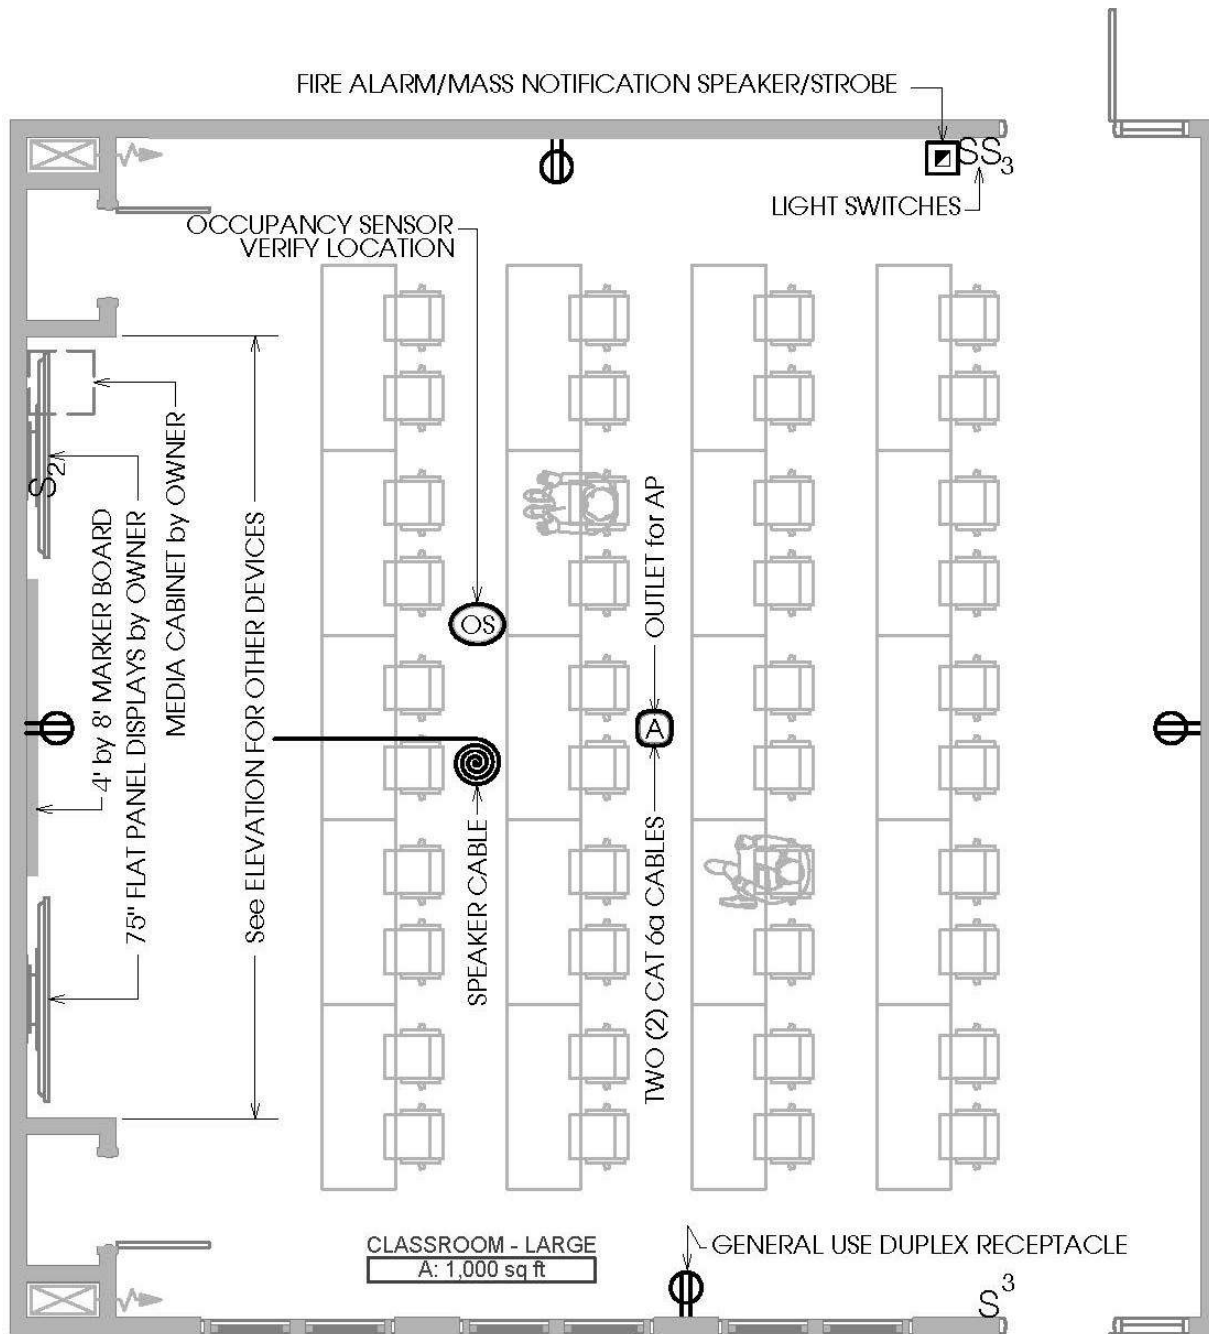 FIRE ALARM/MASS NOTIFICATION SPEAKER/STROBE
SS3
LIGHT SWITCHES
OCCUPANCY SENSOR
VERIFY LOCATION
S2
4' by 8' MARKER BOARD
75" FLAT PANEL DISPLAYS by OWNER
MEDIA CABINET by OWNER
See ELEVATION FOR OTHER DEVICES
OS
SPEAKER CABLE
OUTLET for AP
A
TWO (2) CAT 6a CABLES
CLASSROOM - LARGE
A: 1,000 sq ft
GENERAL USE DUPLEX RECEPTACLE
S3